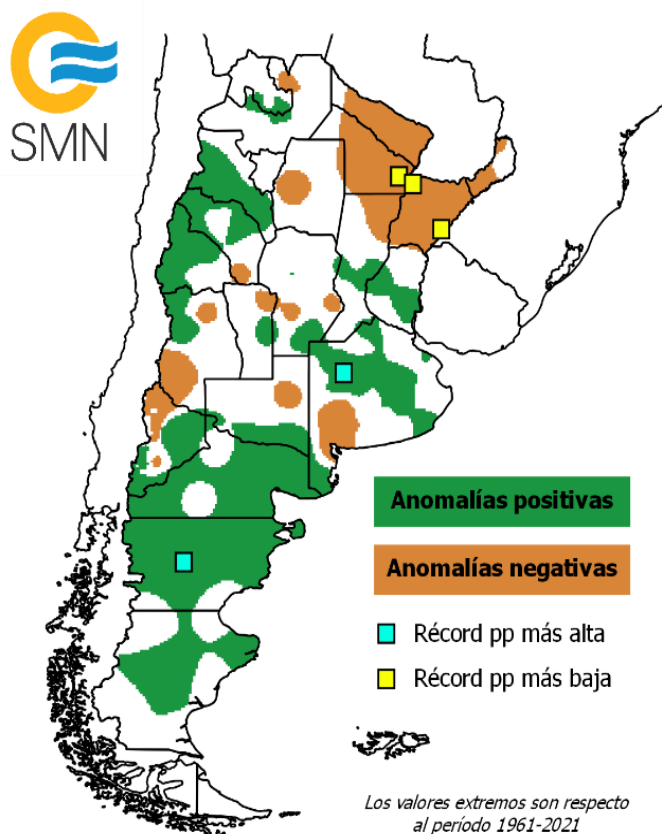 SMN
Anomalías positivas
Anomalías negativas
Récord pp más alta
Récord pp más baja
Los valores extremos son respecto
al período 1961-2021